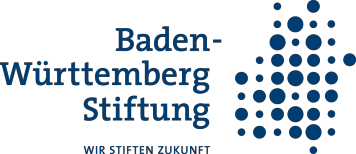 Baden-
Württemberg
Stiftung
WIR STIFTEN ZUKUNFT